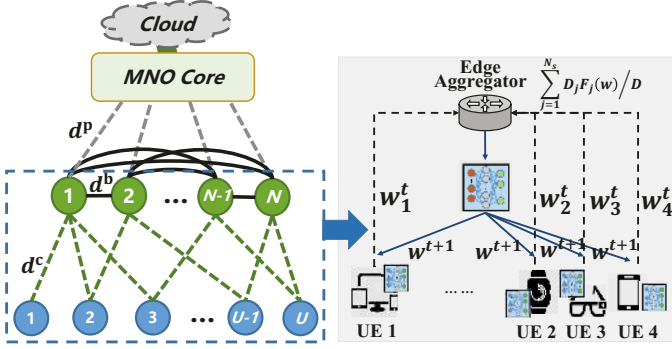 Cloud
MNO Core
d^p
1
d^b
2
...
N-1
N
d^c
1
2
3
...
U-1
U
Edge
Aggregator
\sum_{j=1}^{N_s} D_j F_j(w) / D
w_1^t
w_2^t
w_3^t
w_4^t
w^{t+1}
w^{t+1}
w^{t+1}
w^{t+1}
... ...
UE 1
UE 2
UE 3
UE 4